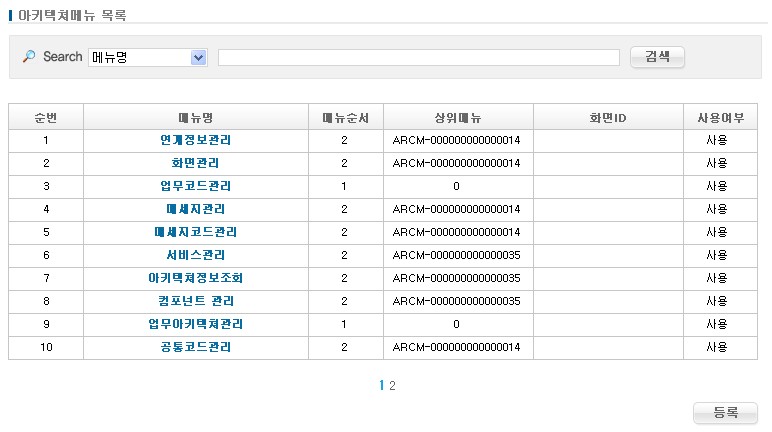 아키텍쳐메뉴 목록
Search 메뉴명 검색
순번 메뉴명 메뉴순서 상위메뉴 화면ID 사용여부
1 연계정보관리 2 ARCM-000000000000014 사용
2 화면관리 2 ARCM-000000000000014 사용
3 업무코드관리 1 0 사용
4 메세지관리 2 ARCM-000000000000014 사용
5 메세지코드관리 2 ARCM-000000000000014 사용
6 서비스관리 2 ARCM-000000000000035 사용
7 아키텍쳐정보조회 2 ARCM-000000000000035 사용
8 컴포넌트 관리 2 ARCM-000000000000035 사용
9 업무아키텍쳐관리 1 0 사용
10 공통코드관리 2 ARCM-000000000000014 사용
1 2
등록